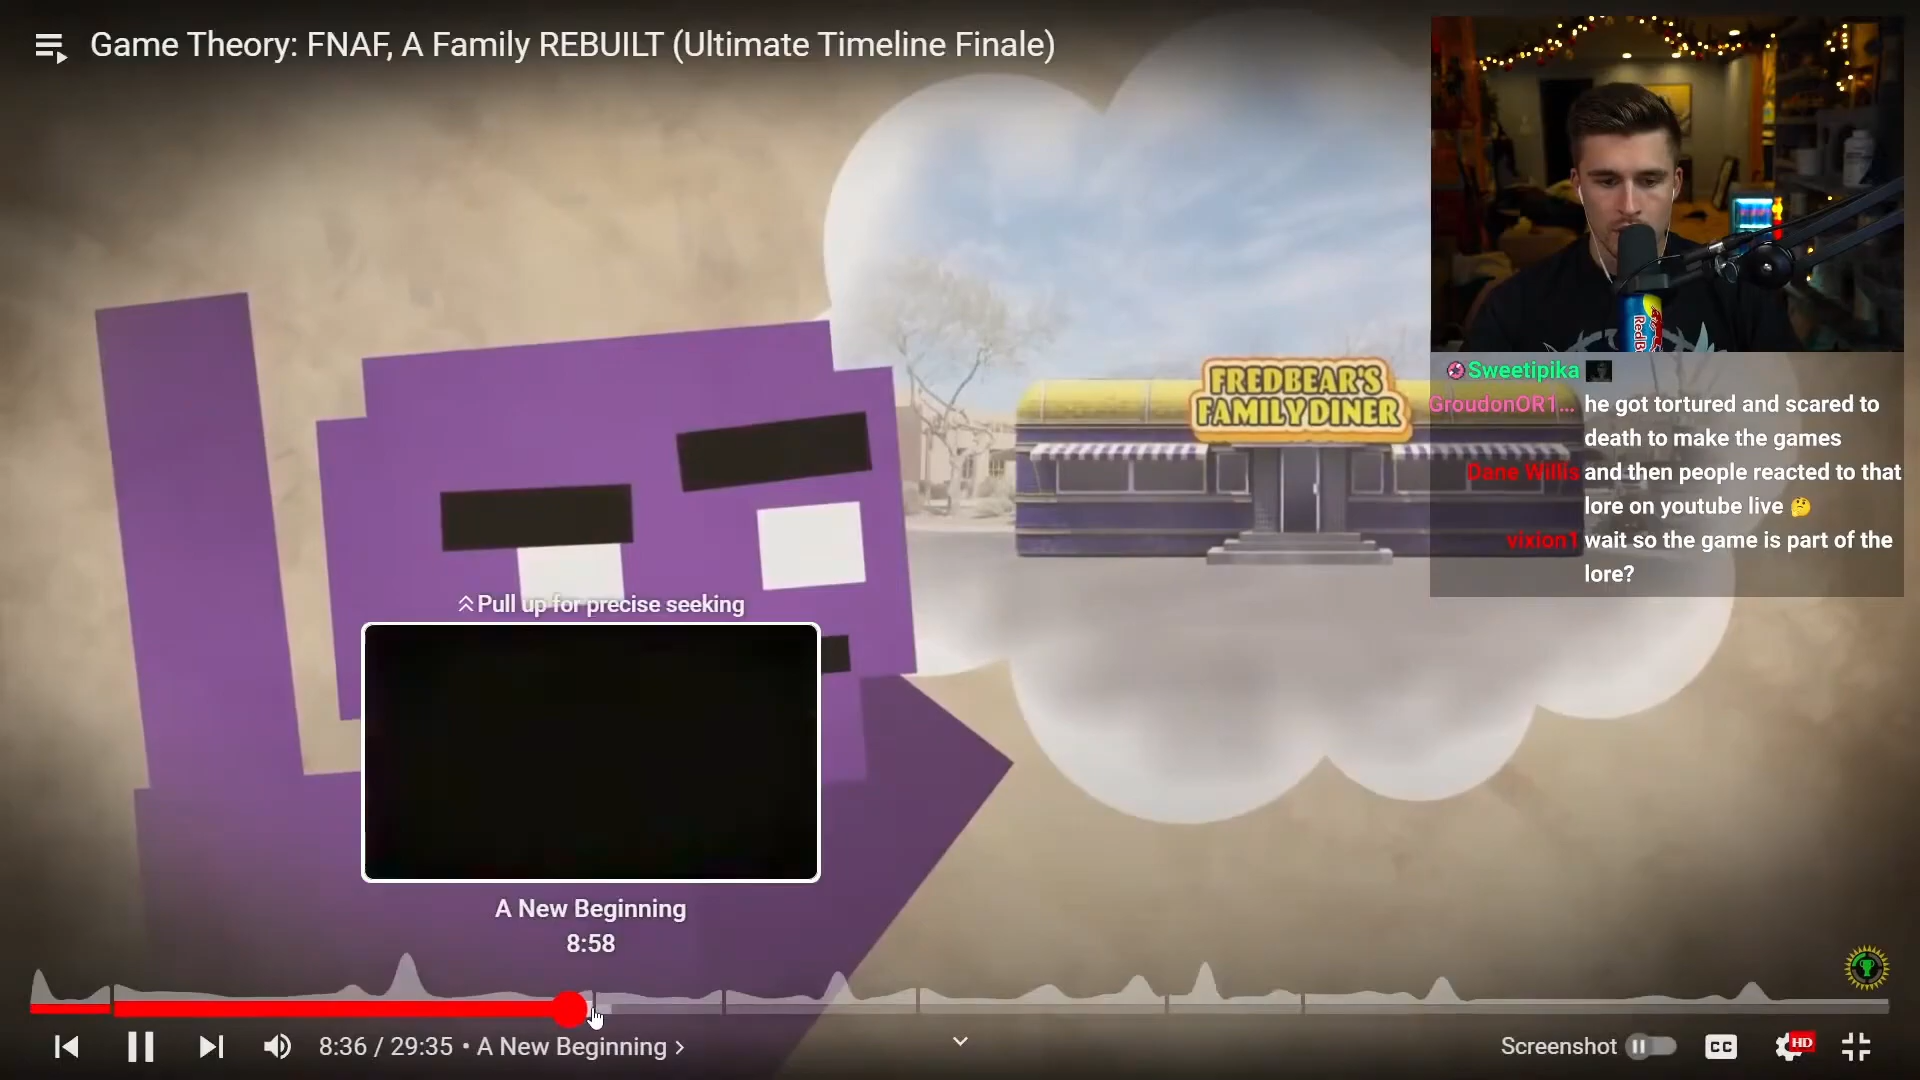 Game Theory: FNAF, A Family REBUILT (Ultimate Timeline Finale)
FREDBEAR'S
FAMILY DINER
RedBu
Sweetipika
GroudonOR1... he got tortured and scared to
death to make the games
Dane Willis and then people reacted to that
lore on youtube live 🤔
vixion1 wait so the game is part of the
lore?
Pull up for precise seeking
A New Beginning
8:58
8:36 / 29:35 • A New Beginning >
Screenshot
CC
HD